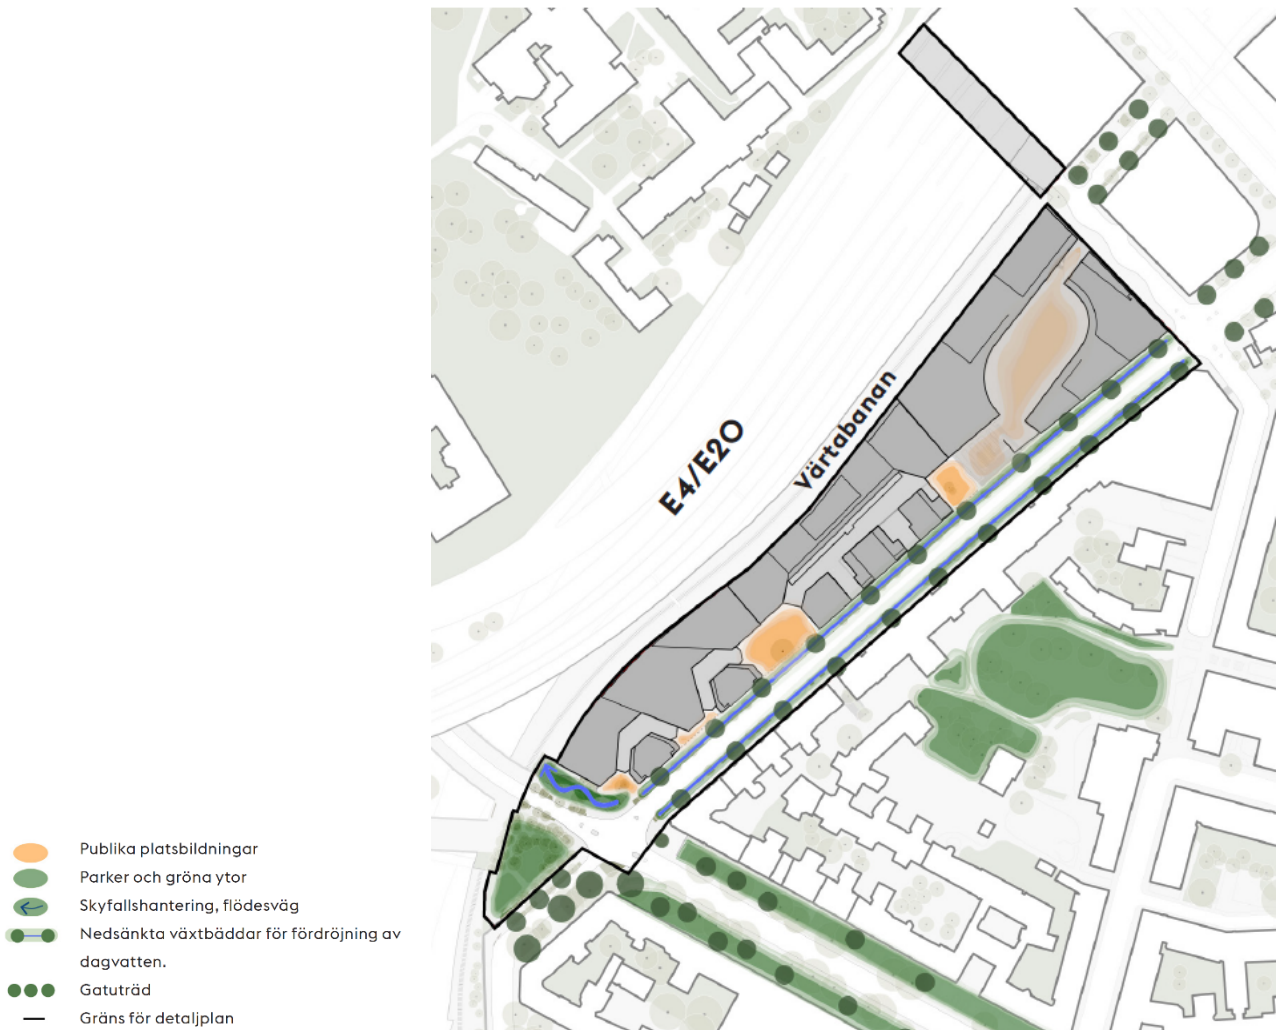 E4/E20
Värtabanan
Publika platsbildningar
Parker och gröna ytor
Skyfallshantering, flödesväg
Nedsänkta växtbäddar för fördröjning av
dagvatten.
Gatuträd
Gräns för detaljplan